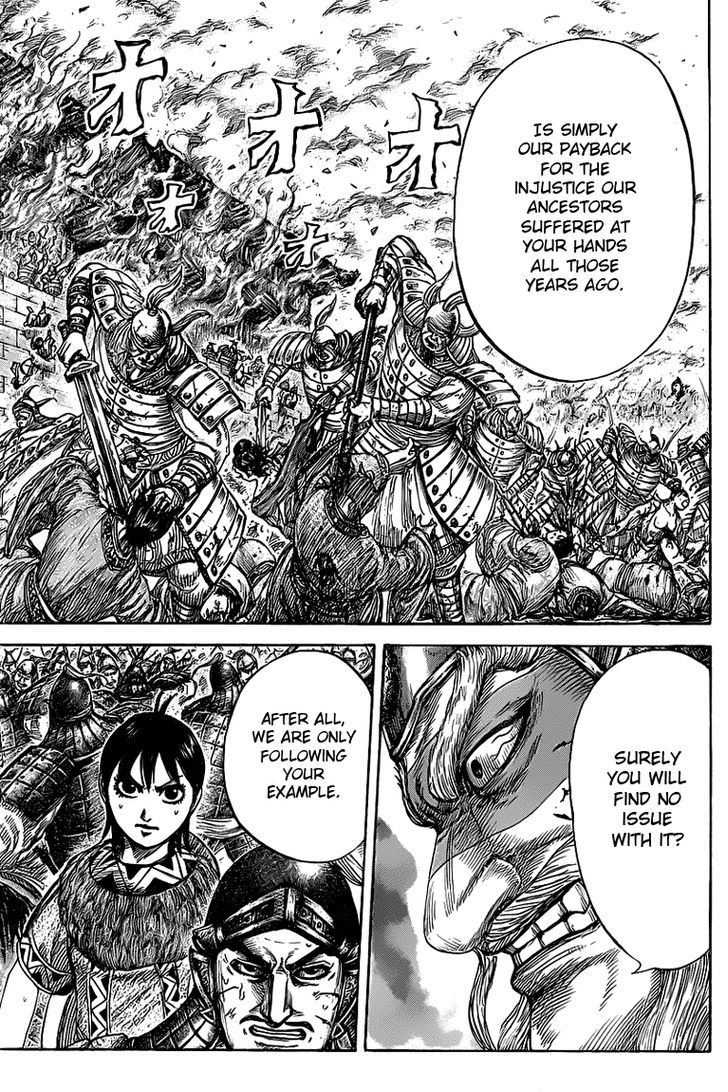 IS SIMPLY
OUR PAYBACK
FOR THE
INJUSTICE OUR
ANCESTORS
SUFFERED AT
YOUR HANDS
ALL THOSE
YEARS AGO.
オ
オ
オ
オ
オ
SURELY
YOU WILL
FIND NO
ISSUE
WITH IT?
AFTER ALL,
WE ARE ONLY
FOLLOWING
YOUR
EXAMPLE.